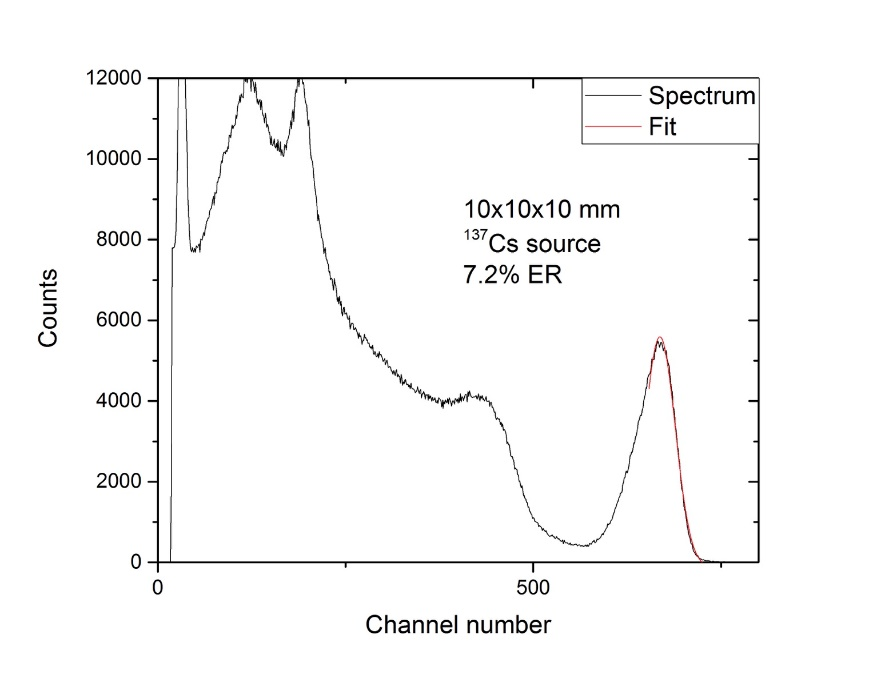 12000
10000
8000
6000
4000
2000
0
Counts
Spectrum
Fit
10x10x10 mm
¹³⁷Cs source
7.2% ER
0 500
Channel number